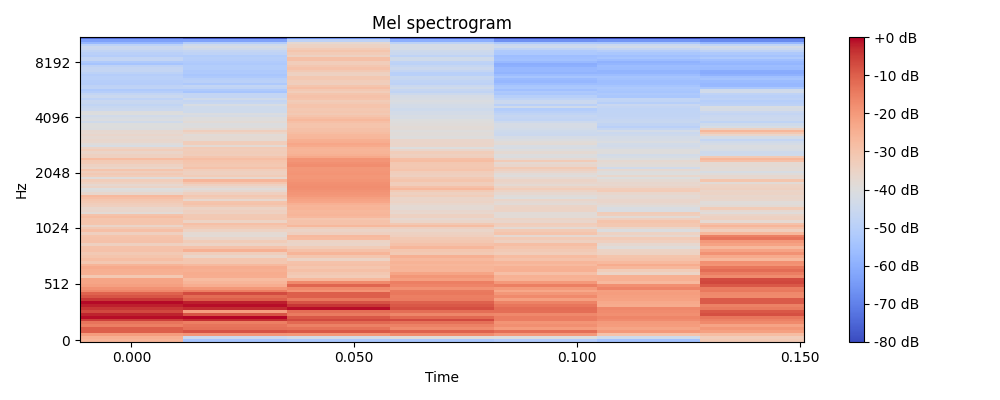 Mel spectrogram
Hz
8192
4096
2048
1024
512
0
0.000
0.050
0.100
0.150
Time
+0 dB
-10 dB
-20 dB
-30 dB
-40 dB
-50 dB
-60 dB
-70 dB
-80 dB